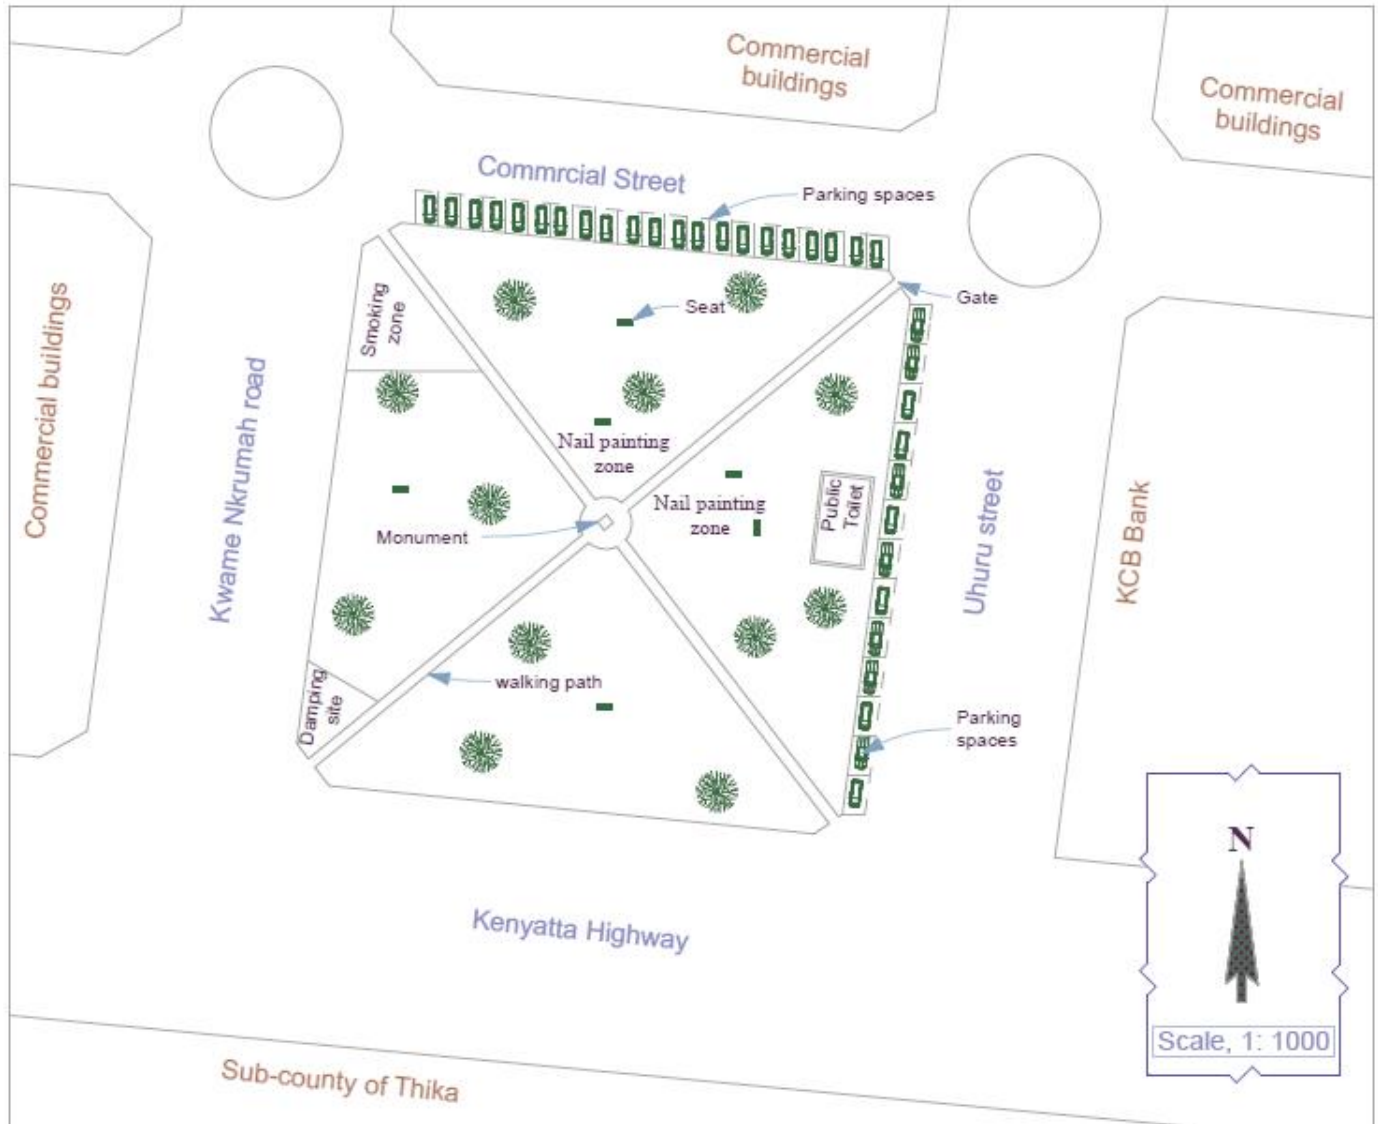 Commercial
buildings
Commercial
buildings
Commrcial Street
Parking spaces
Gate
Seat
Smoking
zone
Commercial buildings
Kwame Nkrumah road
Nail painting
zone
Nail painting
zone
Public
Toilet
Monument
Uhuru street
KCB Bank
walking path
Damping
site
Parking
spaces
N
Kenyatta Highway
Scale, 1: 1000
Sub-county of Thika